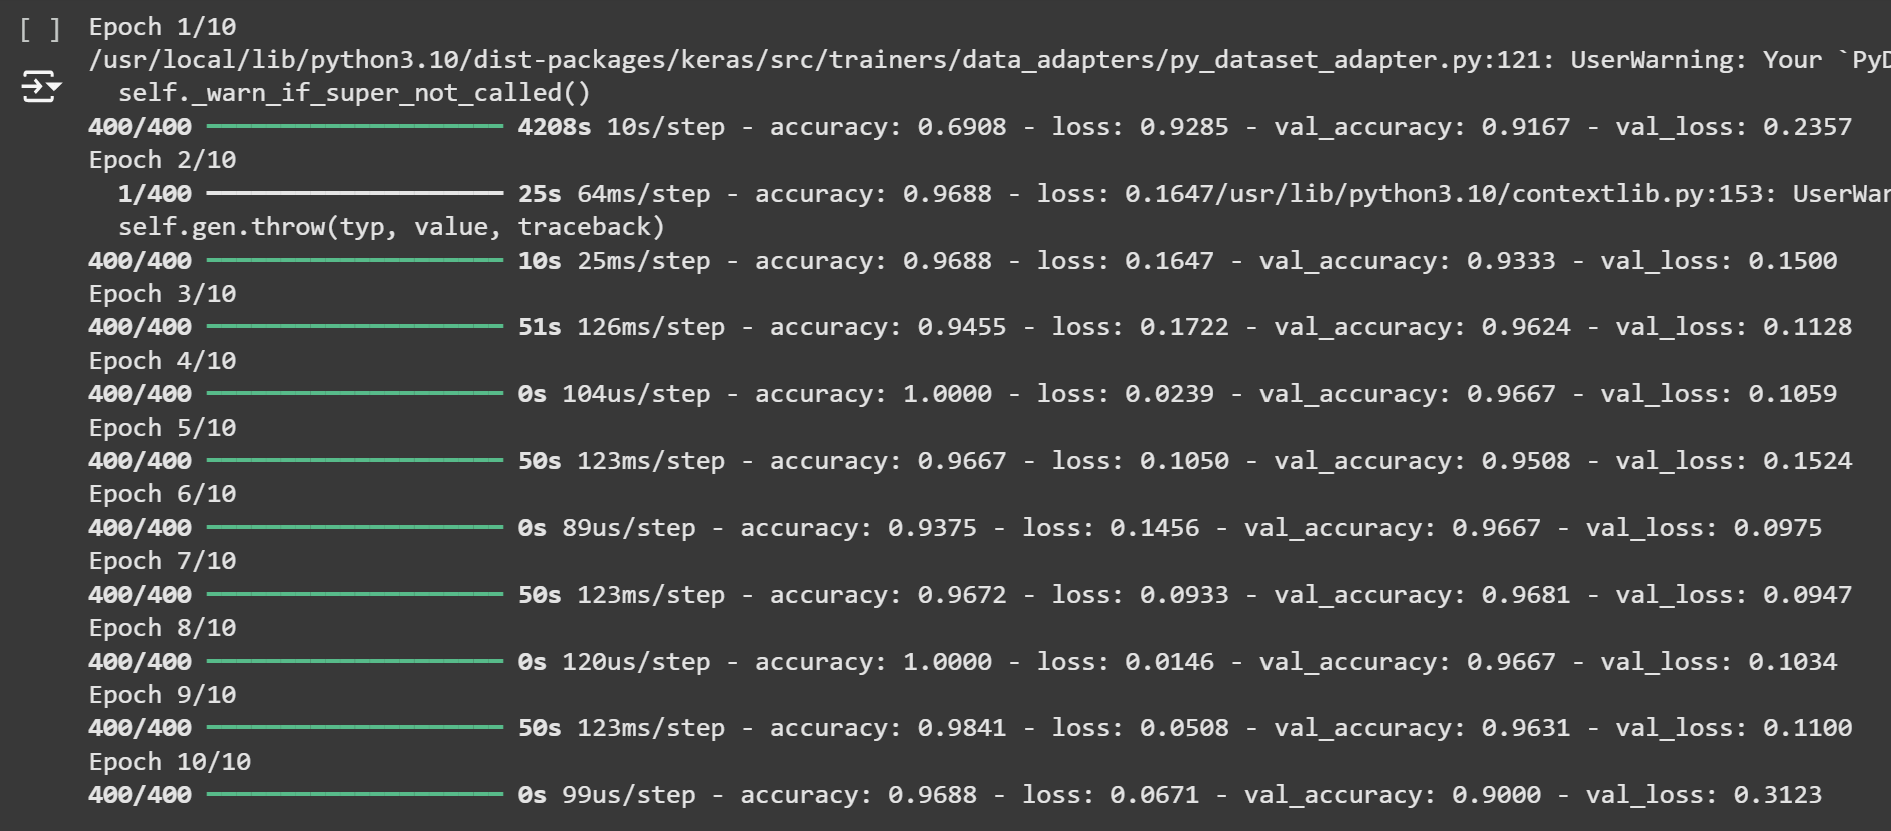 [ ] Epoch 1/10
/usr/local/lib/python3.10/dist-packages/keras/src/trainers/data_adapters/py_dataset_adapter.py:121: UserWarning: Your `PyD
self._warn_if_super_not_called()
400/400 4208s 10s/step - accuracy: 0.6908 - loss: 0.9285 - val_accuracy: 0.9167 - val_loss: 0.2357
Epoch 2/10
1/400 25s 64ms/step - accuracy: 0.9688 - loss: 0.1647/usr/lib/python3.10/contextlib.py:153: UserWar
self.gen.throw(typ, value, traceback)
400/400 10s 25ms/step - accuracy: 0.9688 - loss: 0.1647 - val_accuracy: 0.9333 - val_loss: 0.1500
Epoch 3/10
400/400 51s 126ms/step - accuracy: 0.9455 - loss: 0.1722 - val_accuracy: 0.9624 - val_loss: 0.1128
Epoch 4/10
400/400 0s 104us/step - accuracy: 1.0000 - loss: 0.0239 - val_accuracy: 0.9667 - val_loss: 0.1059
Epoch 5/10
400/400 50s 123ms/step - accuracy: 0.9667 - loss: 0.1050 - val_accuracy: 0.9508 - val_loss: 0.1524
Epoch 6/10
400/400 0s 89us/step - accuracy: 0.9375 - loss: 0.1456 - val_accuracy: 0.9667 - val_loss: 0.0975
Epoch 7/10
400/400 50s 123ms/step - accuracy: 0.9672 - loss: 0.0933 - val_accuracy: 0.9681 - val_loss: 0.0947
Epoch 8/10
400/400 0s 120us/step - accuracy: 1.0000 - loss: 0.0146 - val_accuracy: 0.9667 - val_loss: 0.1034
Epoch 9/10
400/400 50s 123ms/step - accuracy: 0.9841 - loss: 0.0508 - val_accuracy: 0.9631 - val_loss: 0.1100
Epoch 10/10
400/400 0s 99us/step - accuracy: 0.9688 - loss: 0.0671 - val_accuracy: 0.9000 - val_loss: 0.3123